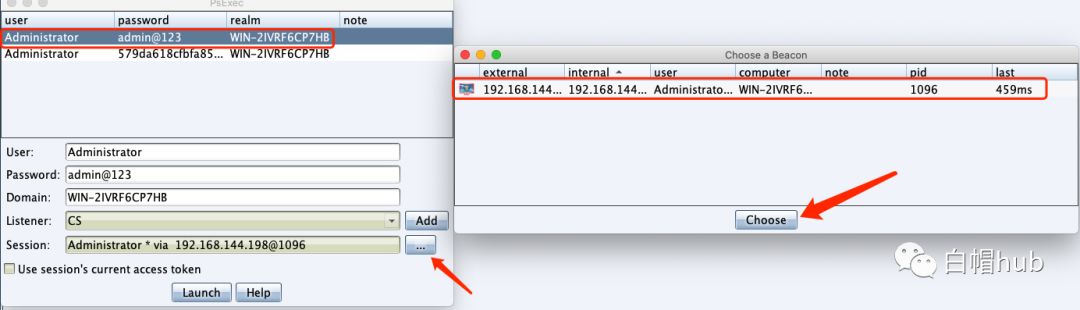 PsExec
user password realm note
Administrator admin@123 WIN-2IVRF6CP7HB
Administrator 579da618cfbfa85... WIN-2IVRF6CP7HB
User: Administrator
Password: admin@123
Domain: WIN-2IVRF6CP7HB
Listener: CS Add
Session: Administrator * via 192.168.144.198@1096 ...
Use session's current access token
Launch Help
Choose a Beacon
external internal user computer note pid last
192.168.144... 192.168.144... Administrato... WIN-2IVRF6... 1096 459ms
Choose
白帽hub